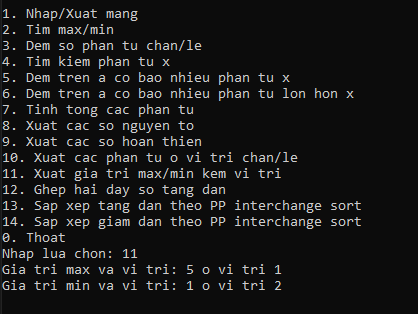 1. Nhap/Xuat mang
2. Tim max/min
3. Dem so phan tu chan/le
4. Tim kiem phan tu x
5. Dem tren a co bao nhieu phan tu x
6. Dem tren a co bao nhieu phan tu lon hon x
7. Tinh tong cac phan tu
8. Xuat cac so nguyen to
9. Xuat cac so hoan thien
10. Xuat cac phan tu o vi tri chan/le
11. Xuat gia tri max/min kem vi tri
12. Ghep hai day so tang dan
13. Sap xep tang dan theo PP interchange sort
14. Sap xep giam dan theo PP interchange sort
0. Thoat
Nhap lua chon: 11
Gia tri max va vi tri: 5 o vi tri 1
Gia tri min va vi tri: 1 o vi tri 2